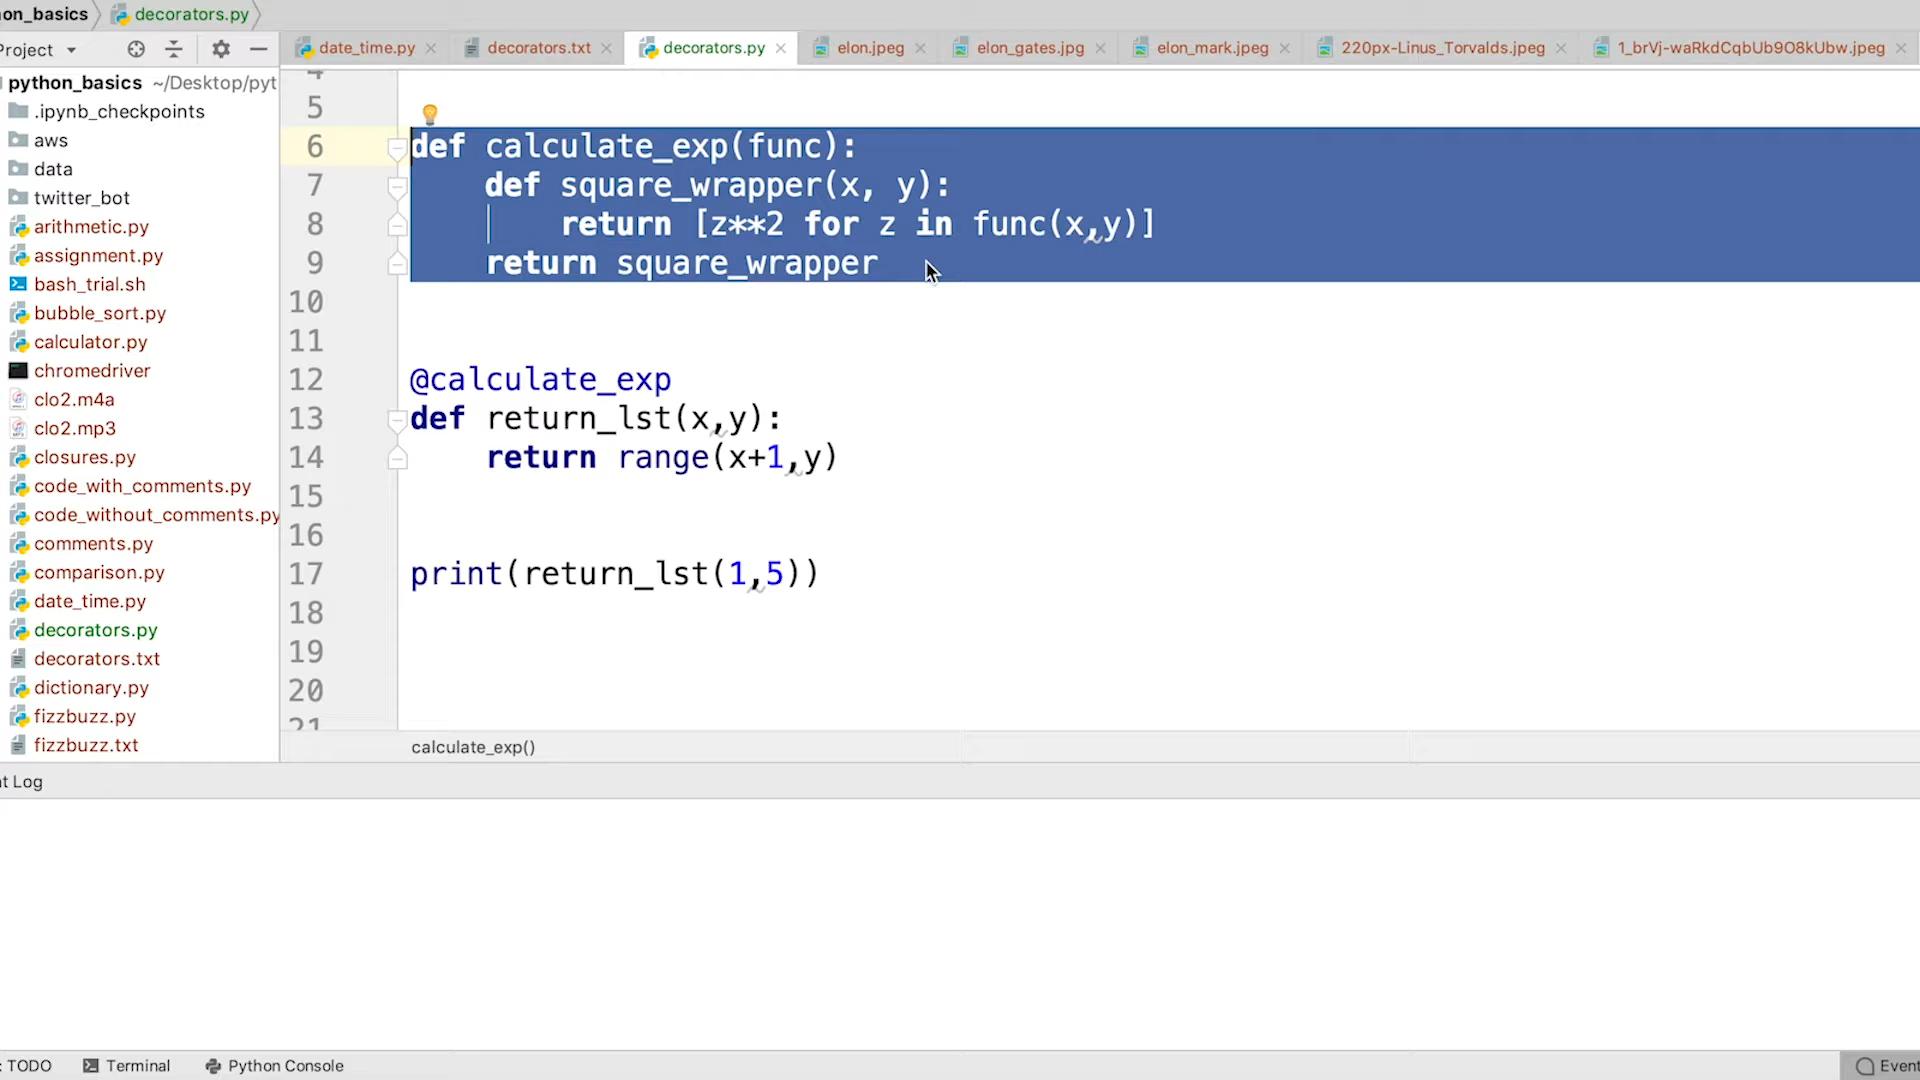 on_basics decorators.py
Project
date_time.py decorators.txt decorators.py elon.jpeg elon_gates.jpg elon_mark.jpeg 220px-Linus_Torvalds.jpeg 1_brVj-waRkdCqbUb9O8kUbw.jpeg
python_basics ~/Desktop/pyt
.ipynb_checkpoints
aws
data
twitter_bot
arithmetic.py
assignment.py
bash_trial.sh
bubble_sort.py
calculator.py
chromedriver
clo2.m4a
clo2.mp3
closures.py
code_with_comments.py
code_without_comments.py
comments.py
comparison.py
date_time.py
decorators.py
decorators.txt
dictionary.py
fizzbuzz.py
fizzbuzz.txt
4
5
6 def calculate_exp(func):
7 def square_wrapper(x, y):
8 return [z**2 for z in func(x,y)]
9 return square_wrapper
10
11
12 @calculate_exp
13 def return_lst(x,y):
14 return range(x+1,y)
15
16
17 print(return_lst(1,5))
18
19
20
21
calculate_exp()
t Log
: TODO Terminal Python Console Event